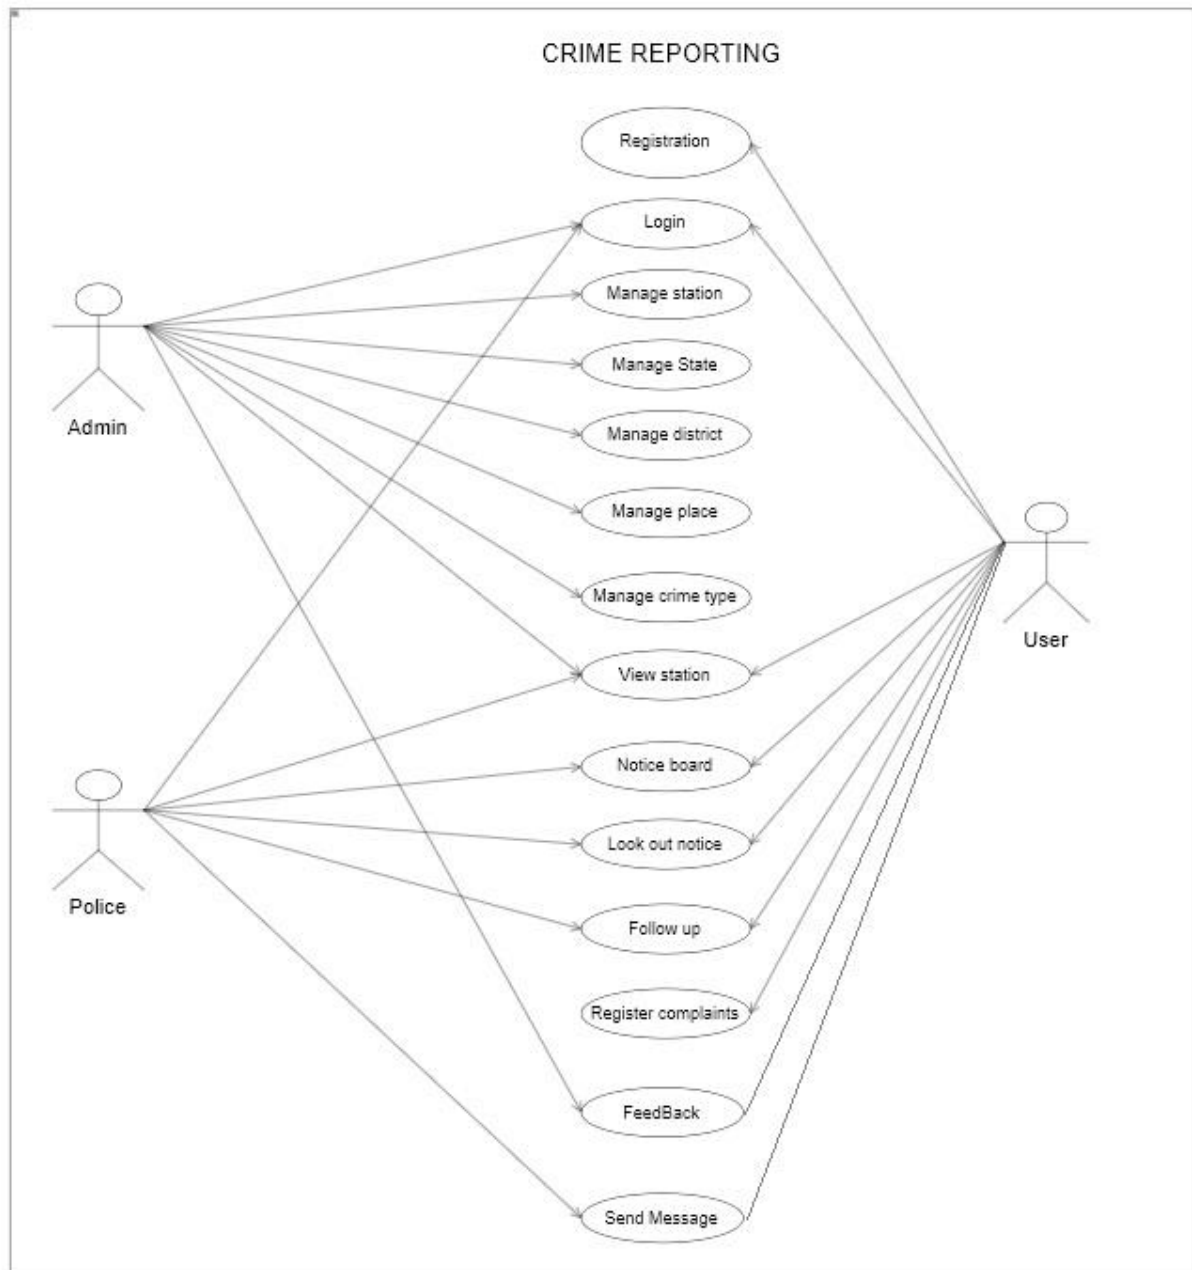 CRIME REPORTING
Registration
Login
Manage station
Manage State
Admin
Manage district
Manage place
Manage crime type
User
View station
Notice board
Look out notice
Police
Follow up
Register complaints
FeedBack
Send Message